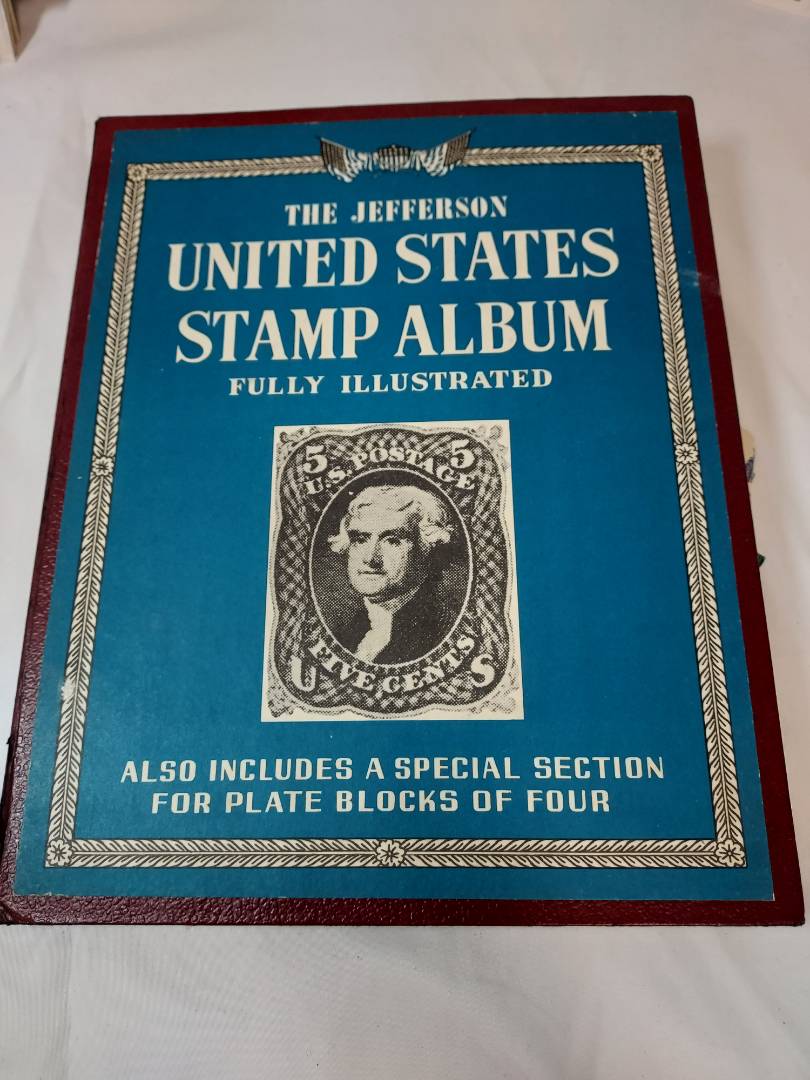 THE JEFFERSON
UNITED STATES
STAMP ALBUM
FULLY ILLUSTRATED
5 5
U.S. POSTAGE
FIVE CENTS
U S
ALSO INCLUDES A SPECIAL SECTION
FOR PLATE BLOCKS OF FOUR